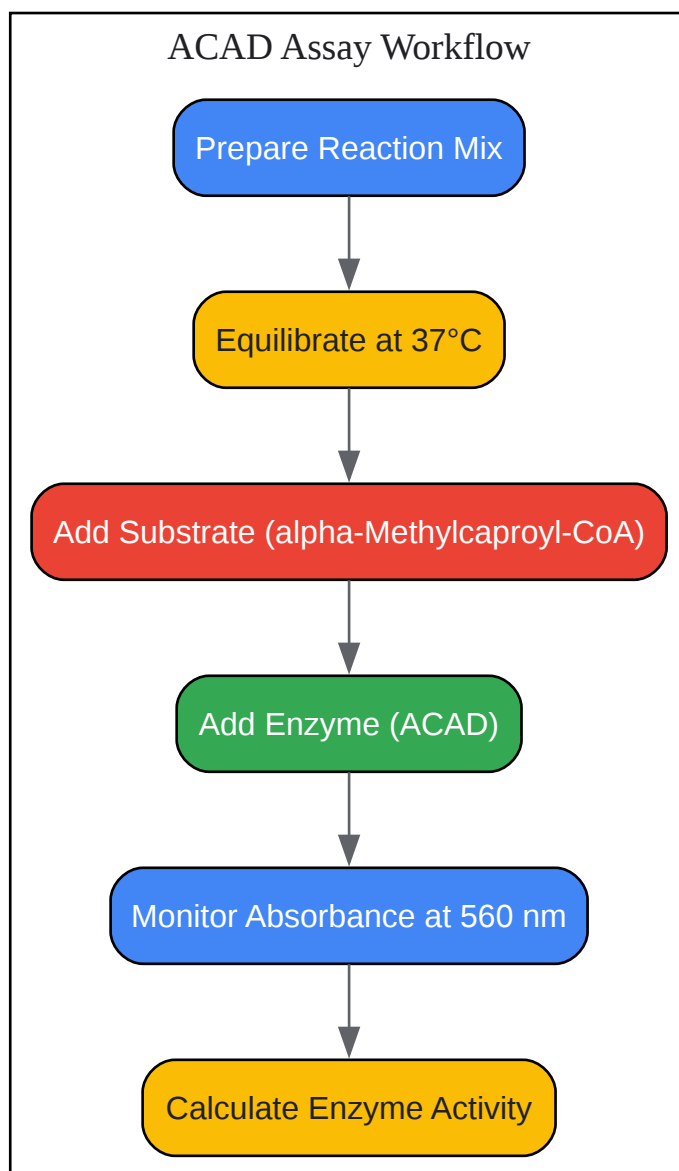 ACAD Assay Workflow
Prepare Reaction Mix
Equilibrate at 37°C
Add Substrate (alpha-Methylcaproyl-CoA)
Add Enzyme (ACAD)
Monitor Absorbance at 560 nm
Calculate Enzyme Activity